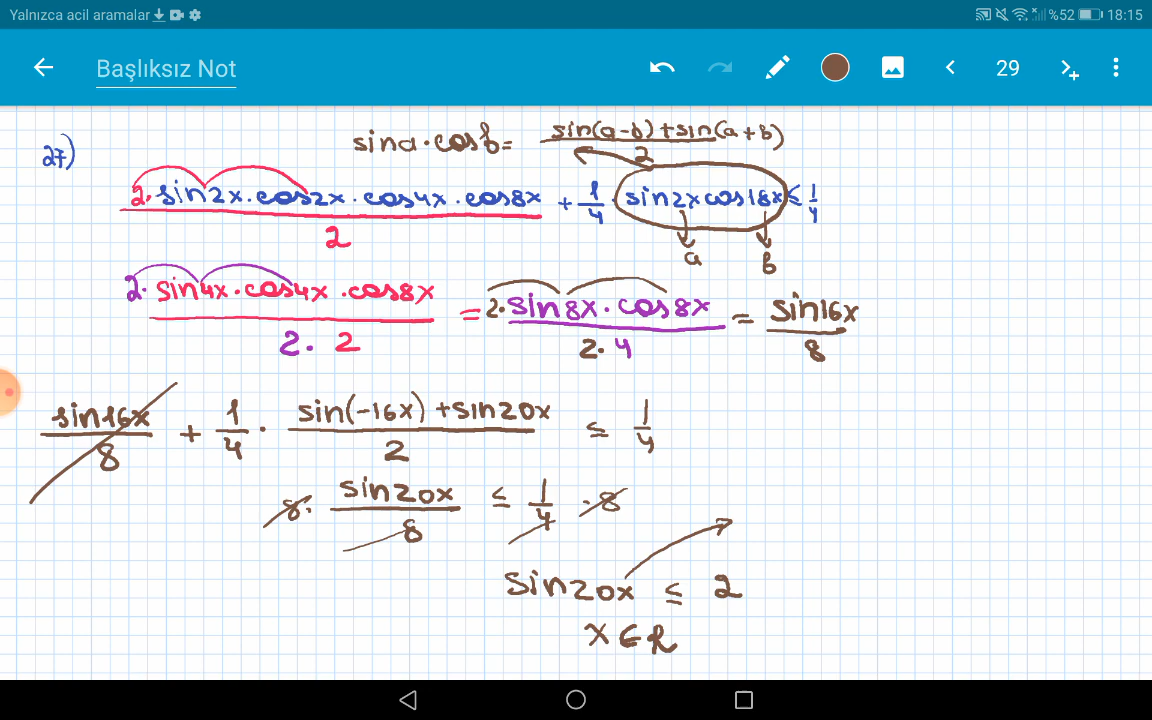 Yalnızca acil aramalar %52 18:15
Başlıksız Not 29
27)
sina·cosb= sin(a-b)+sin(a+b) / 2
2·sin2x·cos2x·cos4x·cos8x / 2 + 1/4 · sin2xcos18x ≤ 1/4
a b
2·sin4x·cos4x·cos8x / 2·2 = 2·sin8x·cos8x / 2·4 = sin16x / 8
sin16x / 8 + 1/4 · sin(-16x)+sin20x / 2 ≤ 1/4
8· sin20x / 8 ≤ 1/4 ·8
sin20x ≤ 2
x∈R